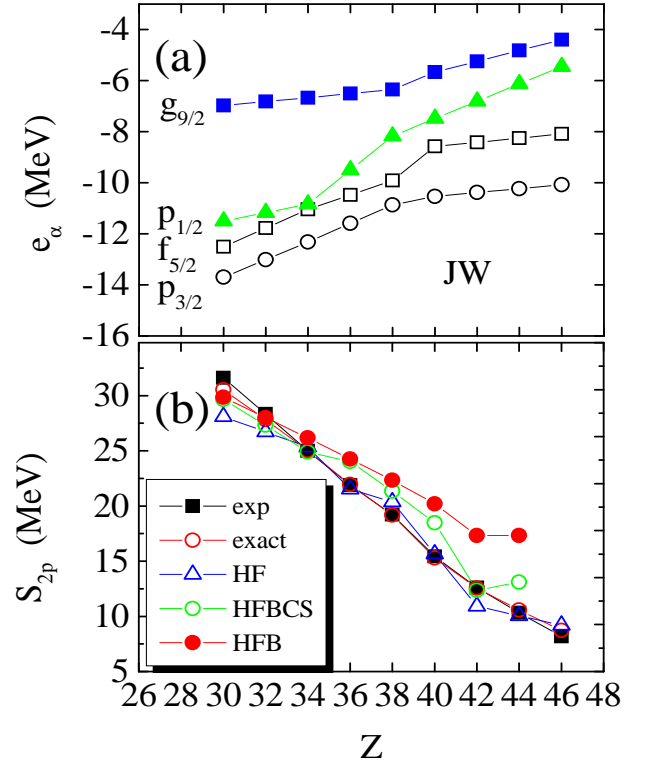 -4
(a)
-6
g9/2
-8
-10
p1/2
-12
f5/2
p3/2
JW
-14
-16
eα (MeV)
30
(b)
25
20
exp
exact
15
HF
HFBCS
10
HFB
5
S2p (MeV)
26 28 30 32 34 36 38 40 42 44 46 48
Z